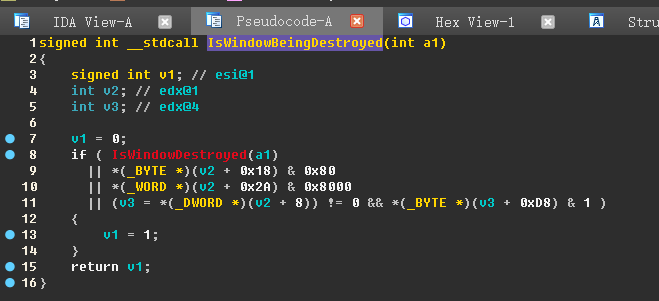 IDA View-A Pseudocode-A Hex View-1 A Stru
1 signed int __stdcall IsWindowBeingDestroyed(int a1)
2 {
3 signed int v1; // esi@1
4 int v2; // edx@1
5 int v3; // edx@4
6
7 v1 = 0;
8 if ( IsWindowDestroyed(a1)
9 || *(_BYTE *)(v2 + 0x18) & 0x80
10 || *(_WORD *)(v2 + 0x2A) & 0x8000
11 || (v3 = *(_DWORD *)(v2 + 8)) != 0 && *(_BYTE *)(v3 + 0xD8) & 1 )
12 {
13 v1 = 1;
14 }
15 return v1;
16 }